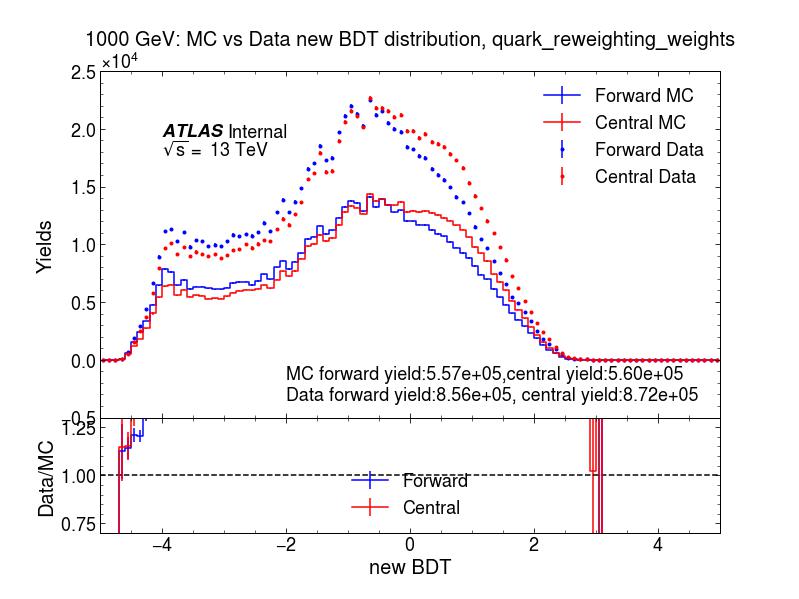 1000 GeV: MC vs Data new BDT distribution, quark_reweighting_weights
×10⁴
2.5
2.0
1.5
1.0
0.5
0.0
0.5
Yields
ATLAS Internal
√s = 13 TeV
Forward MC
Central MC
Forward Data
Central Data
MC forward yield:5.57e+05,central yield:5.60e+05
Data forward yield:8.56e+05, central yield:8.72e+05
1.25
1.00
0.75
Data/MC
Forward
Central
−4
−2
0
2
4
new BDT